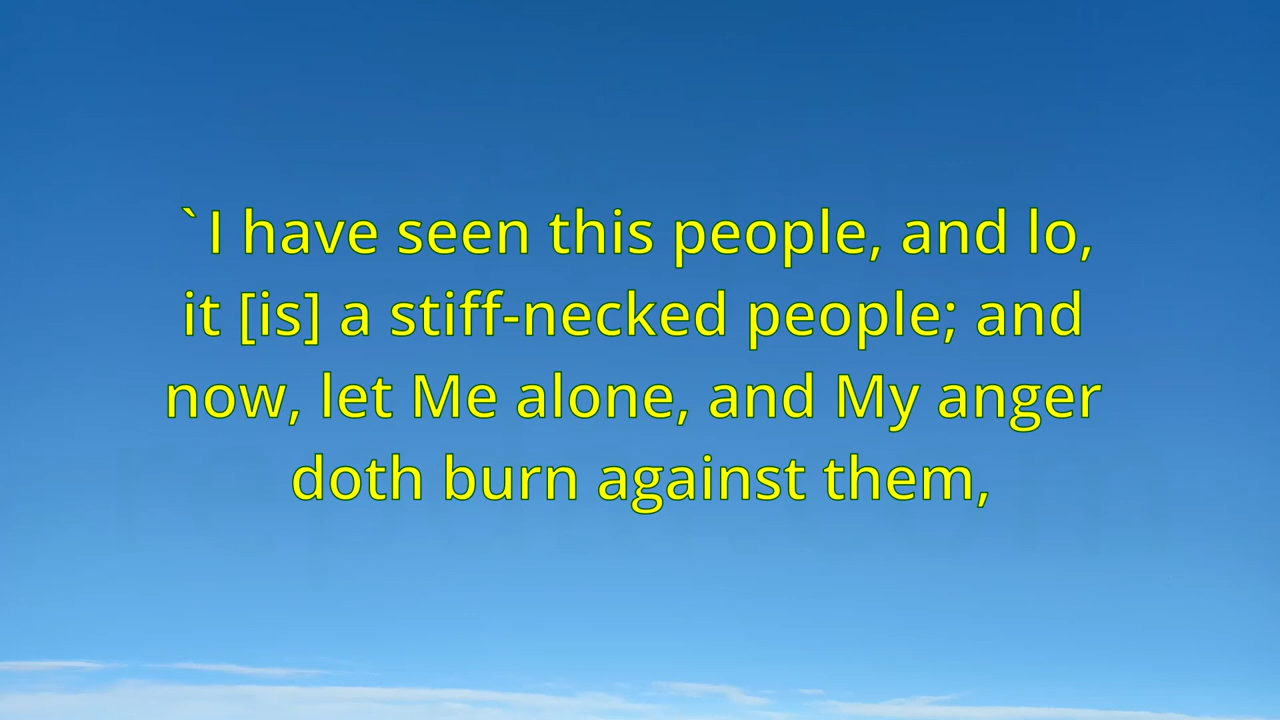 `I have seen this people, and lo,
it [is] a stiff-necked people; and
now, let Me alone, and My anger
doth burn against them,